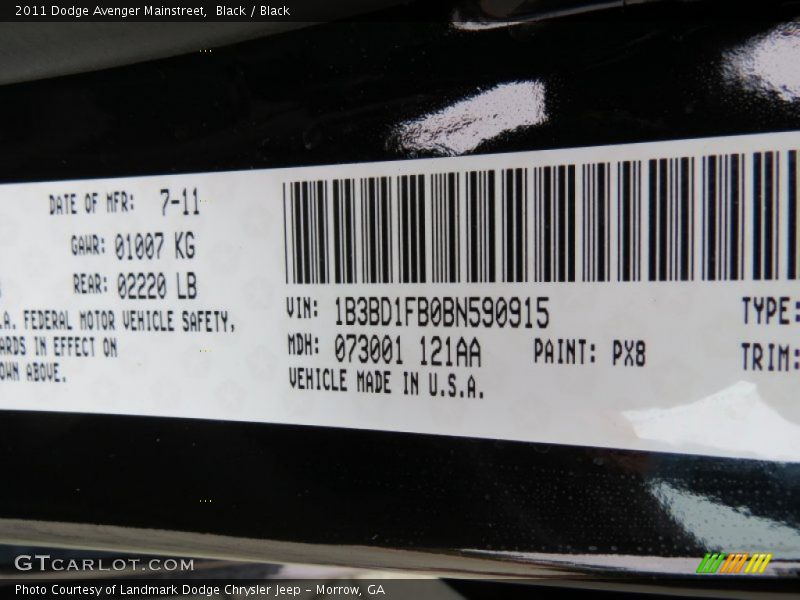 2011 Dodge Avenger Mainstreet, Black / Black
DATE OF MFR: 7-11
GAWR: 01007 KG
REAR: 02220 LB
.A. FEDERAL MOTOR VEHICLE SAFETY,
ARDS IN EFFECT ON
OWN ABOVE.
VIN: 1B3BD1FB0BN590915
TYPE:
MDH: 073001 121AA
PAINT: PX8
TRIM:
VEHICLE MADE IN U.S.A.
GTCARLOT.COM
Photo Courtesy of Landmark Dodge Chrysler Jeep – Morrow, GA